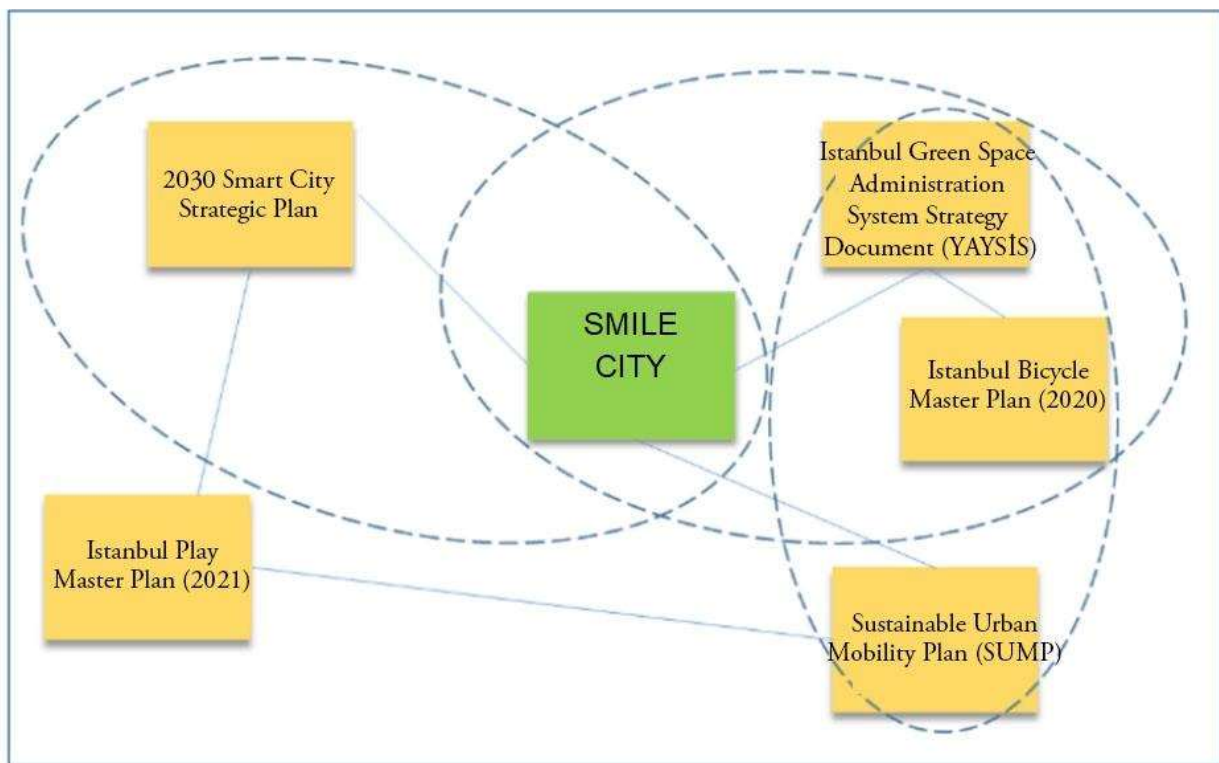 2030 Smart City
Strategic Plan
Istanbul Green Space
Administration
System Strategy
Document (YAYSİS)
SMILE
CITY
Istanbul Bicycle
Master Plan (2020)
Istanbul Play
Master Plan (2021)
Sustainable Urban
Mobility Plan (SUMP)